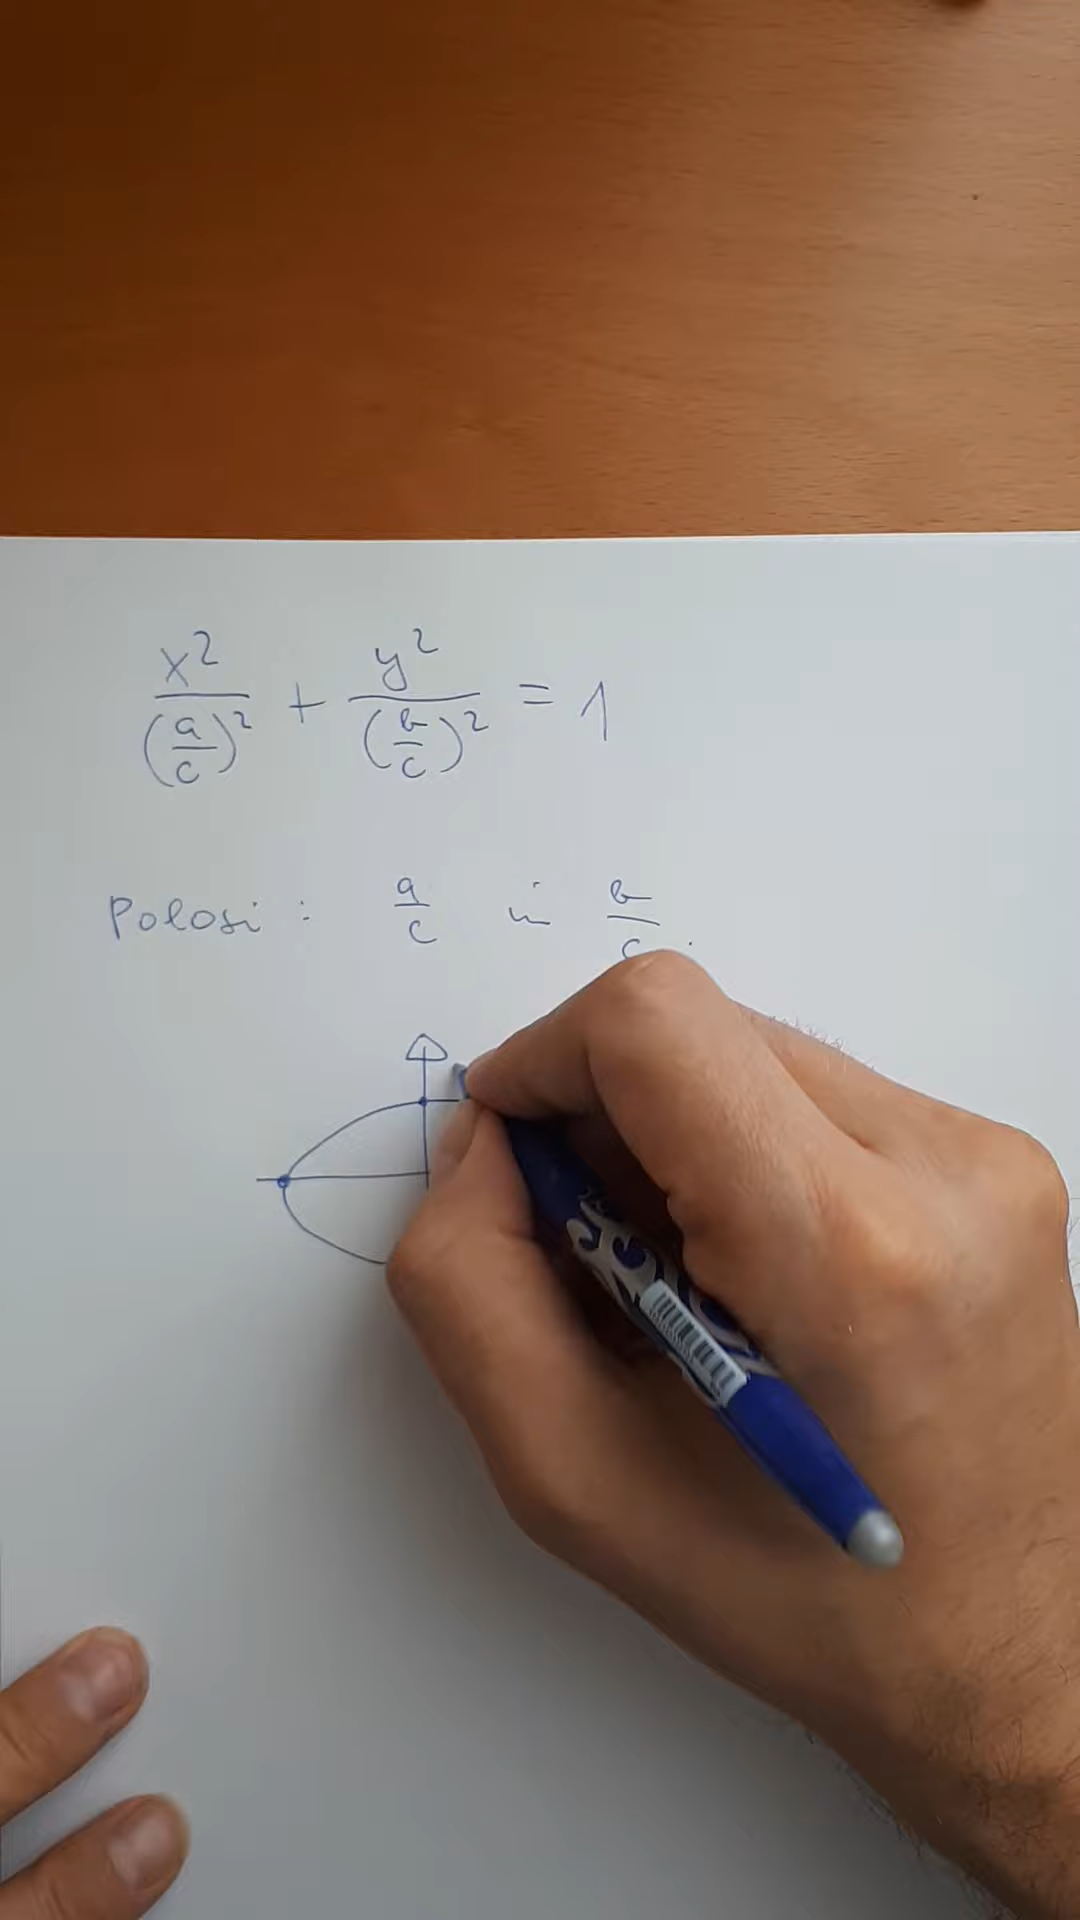 x²/(a/c)² + y²/(b/c)² = 1
Polosi : a/c in b/c .